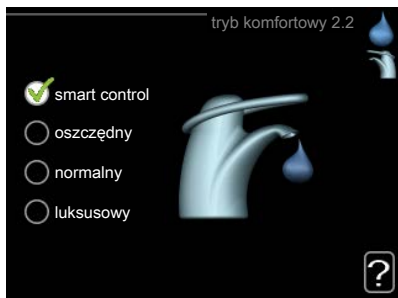 tryb komfortowy 2.2
smart control
oszczędny
normalny
luksusowy
?